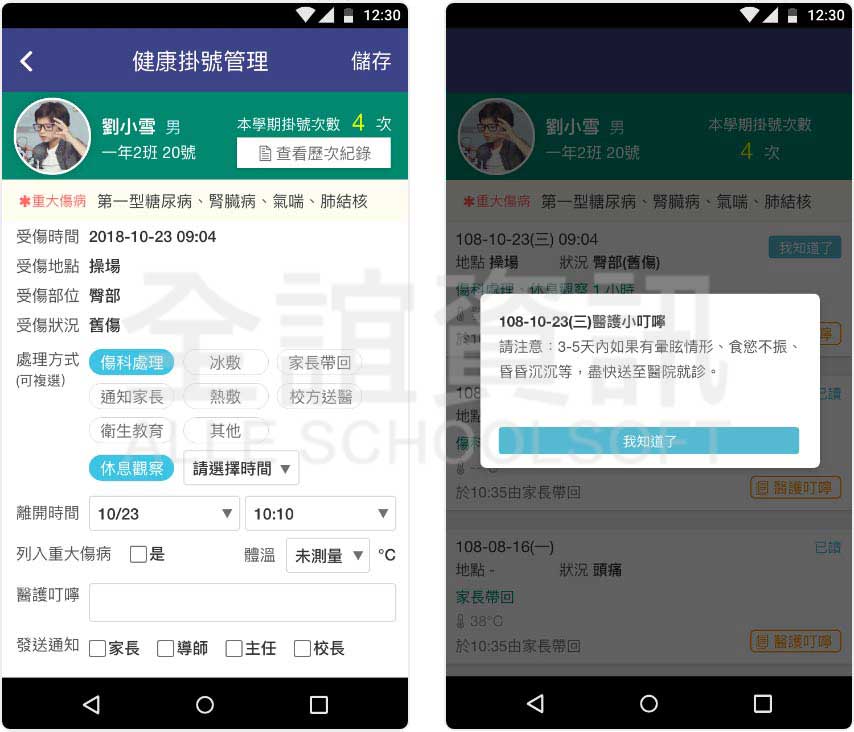 12:30
健康掛號管理
儲存
劉小雪 男
一年2班 20號
本學期掛號次數 4 次
查看歷次紀錄
✱重大傷病 第一型糖尿病、腎臟病、氣喘、肺結核
受傷時間 2018-10-23 09:04
受傷地點 操場
受傷部位 臀部
受傷狀況 舊傷
處理方式 傷科處理 冰敷 家長帶回
(可複選) 通知家長 熱敷 校方送醫
衛生教育 其他
休息觀察 請選擇時間
離開時間 10/23 10:10
列入重大傷病 是 體溫 未測量 °C
醫護叮嚀
發送通知 家長 導師 主任 校長
12:30
劉小雪 男
一年2班 20號
本學期掛號次數
4 次
✱重大傷病 第一型糖尿病、腎臟病、氣喘、肺結核
108-10-23(三) 09:04
我知道了
地點 操場 狀況 臀部(舊傷)
傷科處理、休息觀察 1 小時
108-10-23(三)醫護小叮嚀
請注意：3-5天內如果有暈眩情形、食慾不振、
昏昏沉沉等，盡快送至醫院就診。
我知道了
108
已讀
地點
於10:35由家長帶回
醫護叮嚀
108-08-16(一)
已讀
地點 - 狀況 頭痛
家長帶回
38°C
於10:35由家長帶回
醫護叮嚀
全誼資訊
ALLE SCHOOLSOFT